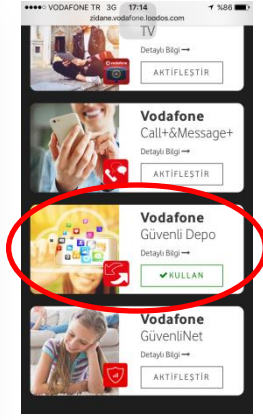 VODAFONE TR 3G 17:14 %86
zidane.vodafone.loodos.com
TV
Detaylı Bilgi →
AKTİFLEŞTİR
Vodafone
Call+&Message+
Detaylı Bilgi →
AKTİFLEŞTİR
Vodafone
Güvenli Depo
Detaylı Bilgi →
✔KULLAN
Vodafone
GüvenliNet
Detaylı Bilgi →
AKTİFLEŞTİR